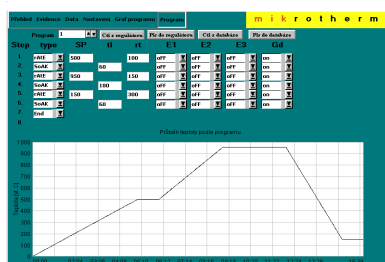 Přehled Evidence Data Nastavení Graf programu Program mikrotherm
Program 1 Čti z regulátoru Piš do regulátoru Čti z databáze Piš do databáze
Step type SP tl rt E1 E2 E3 Gd
1. rAtE 500 100 oFF oFF oFF on
2. SoAK 60 oFF oFF oFF on
3. rAtE 950 150 oFF oFF oFF on
4. SoAK 180 oFF oFF oFF on
5. rAtE 150 300 oFF oFF oFF on
6. SoAK 60 oFF oFF oFF on
7. End
8.
Průběh teploty podle programu
1000
900
800
700
600
500
400
300
200
100
0